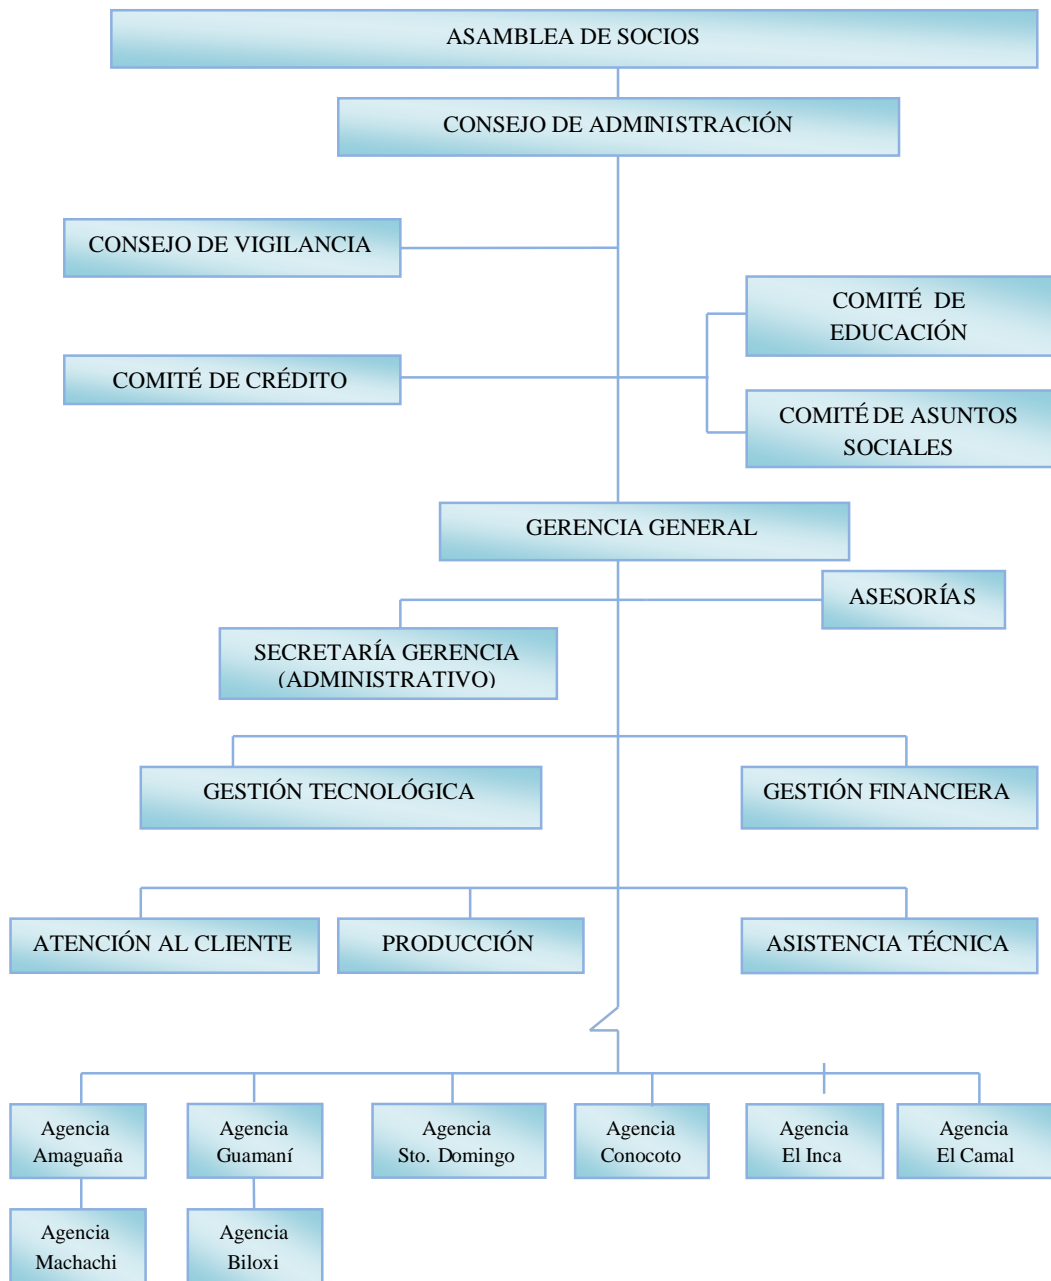 ASAMBLEA DE SOCIOS
CONSEJO DE ADMINISTRACIÓN
CONSEJO DE VIGILANCIA
COMITÉ DE
EDUCACIÓN
COMITÉ DE CRÉDITO
COMITÉ DE ASUNTOS
SOCIALES
GERENCIA GENERAL
ASESORÍAS
SECRETARÍA GERENCIA
(ADMINISTRATIVO)
GESTIÓN TECNOLÓGICA
GESTIÓN FINANCIERA
ATENCIÓN AL CLIENTE
PRODUCCIÓN
ASISTENCIA TÉCNICA
Agencia
Amaguaña
Agencia
Guamaní
Agencia
Sto. Domingo
Agencia
Conocoto
Agencia
El Inca
Agencia
El Camal
Agencia
Machachi
Agencia
Biloxi